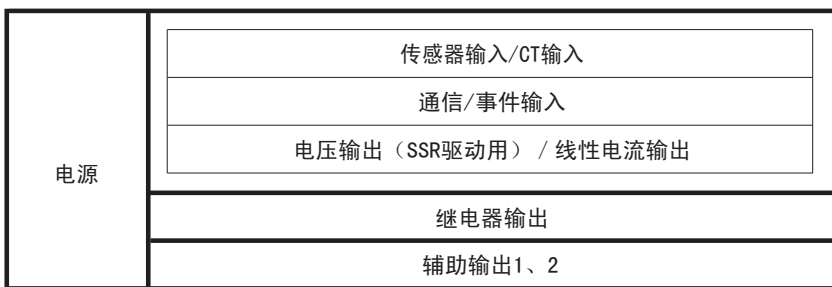 电源
传感器输入/CT输入
通信/事件输入
电压输出（SSR驱动用） / 线性电流输出
继电器输出
辅助输出1、2